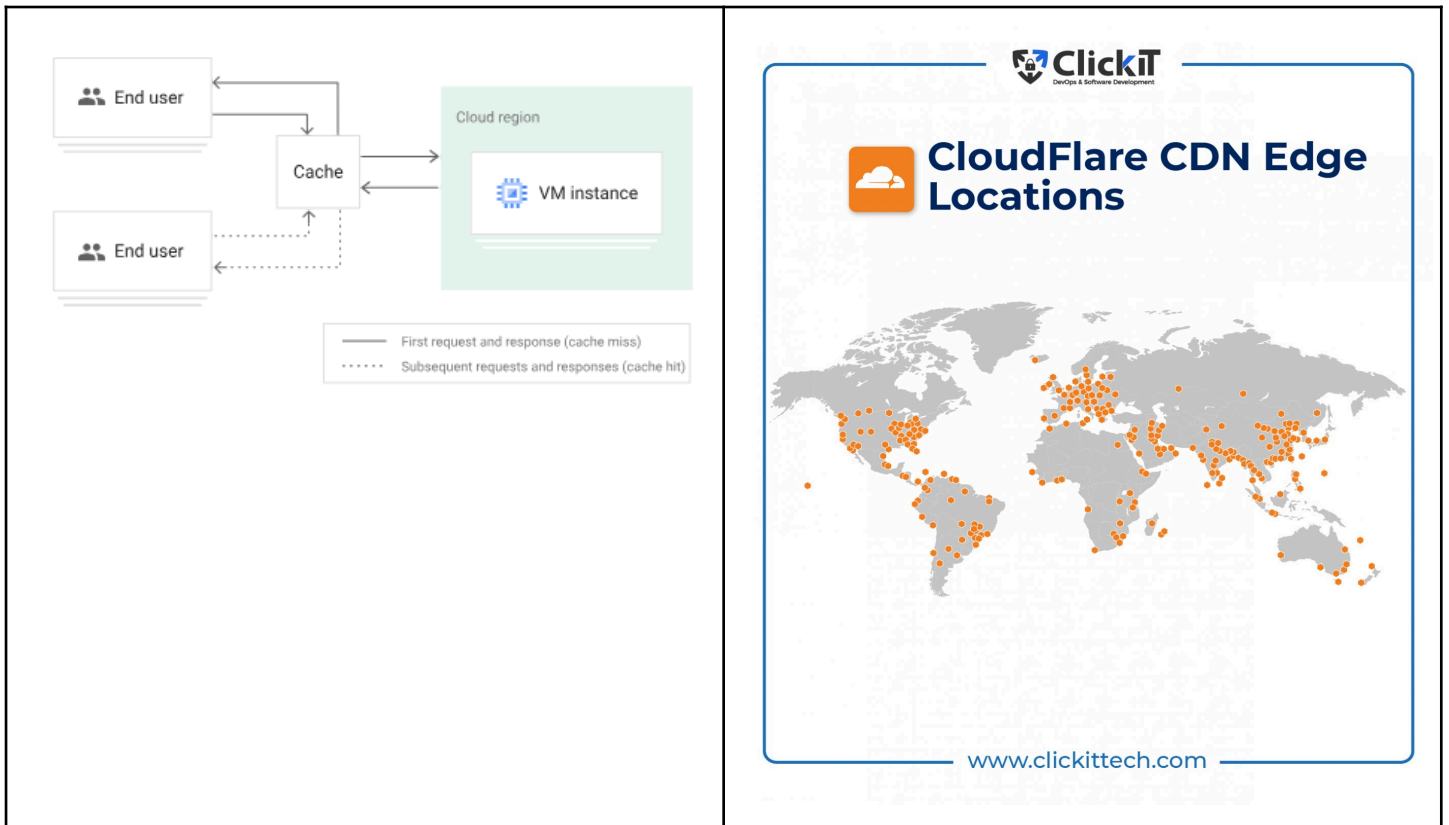 End user
Cache
Cloud region
VM instance
End user
First request and response (cache miss)
Subsequent requests and responses (cache hit)
ClickIT
DevOps & Software Development
CloudFlare CDN Edge
Locations
www.clickittech.com